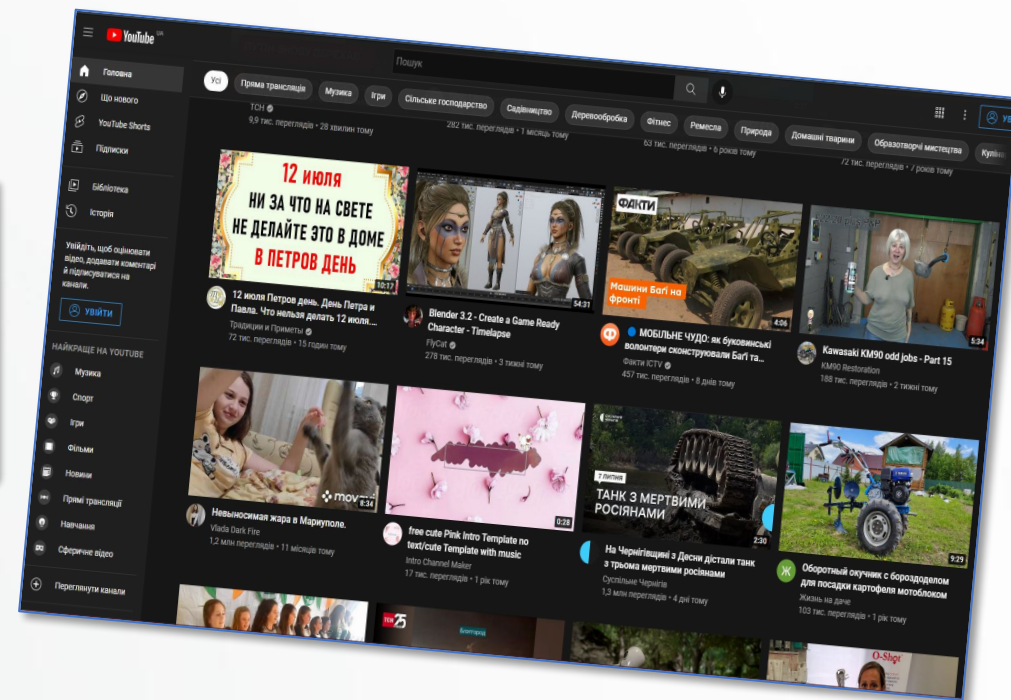 YouTube
UA
Пошук
УВ
Головна
Що нового
YouTube Shorts
Підписки
Бібліотека
Історія
Увійдіть, щоб оцінювати
відео, додавати коментарі
й підписуватися на
канали.
УВІЙТИ
НАЙКРАЩЕ НА YOUTUBE
Музика
Спорт
Ігри
Фільми
Новини
Прямі трансляції
Навчання
Сферичне відео
Переглянути канали
Усі
Пряма трансляція
Музика
Ігри
Сільське господарство
Садівництво
Деревообробка
Фітнес
Ремесла
Природа
Домашні тварини
Образотворчі мистецтва
ТСН
9,9 тис. переглядів • 28 хвилин тому
282 тис. переглядів • 1 місяць тому
63 тис. переглядів • 6 років тому
72 тис. переглядів • 7 років тому
12 июля
НИ ЗА ЧТО НА СВЕТЕ
НЕ ДЕЛАЙТЕ ЭТО В ДОМЕ
В ПЕТРОВ ДЕНЬ
10:17
12 июля Петров день. День Петра и
Павла. Что нельзя делать 12 июля....
Традиции и Приметы
72 тис. переглядів • 15 годин тому
54:31
Blender 3.2 - Create a Game Ready
Character - Timelapse
FlyCat
278 тис. переглядів • 3 тижні тому
ФАКТИ
Машини Баґі на
фронті
4:06
МОБІЛЬНЕ ЧУДО: як буковинські
волонтери сконструювали Баґі та...
Факти ICTV
457 тис. переглядів • 8 днів тому
5:34
Kawasaki KM90 odd jobs - Part 15
KM90 Restoration
188 тис. переглядів • 2 тижні тому
movavi
8:34
Невыносимая жара в Мариуполе.
Vlada Dark Fire
1,2 млн переглядів • 11 місяців тому
0:28
free cute Pink Intro Template no
text/cute Template with music
Intro Channel Maker
17 тис. переглядів • 1 рік тому
7 ЛИПНЯ
ТАНК З МЕРТВИМИ
РОСІЯНАМИ
2:30
На Чернігівщині з Десни дістали танк
з трьома мертвими росіянами
Суспільне Чернігів
1,3 млн переглядів • 4 дні тому
9:29
Ж
Оборотный окучник с бороздоделом
для посадки картофеля мотоблоком
Жизнь на даче
103 тис. переглядів • 1 рік тому
ТСН 25
Білгород
O-Shot